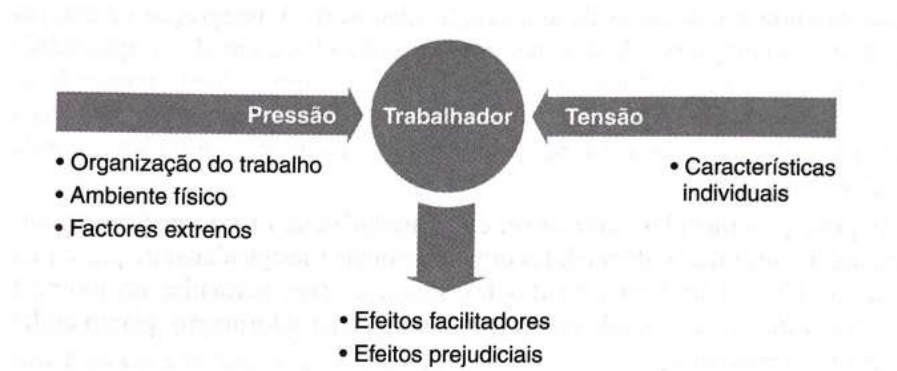 Pressão
Trabalhador
Tensão
• Organização do trabalho
• Ambiente físico
• Factores extrenos
• Características
individuais
• Efeitos facilitadores
• Efeitos prejudiciais